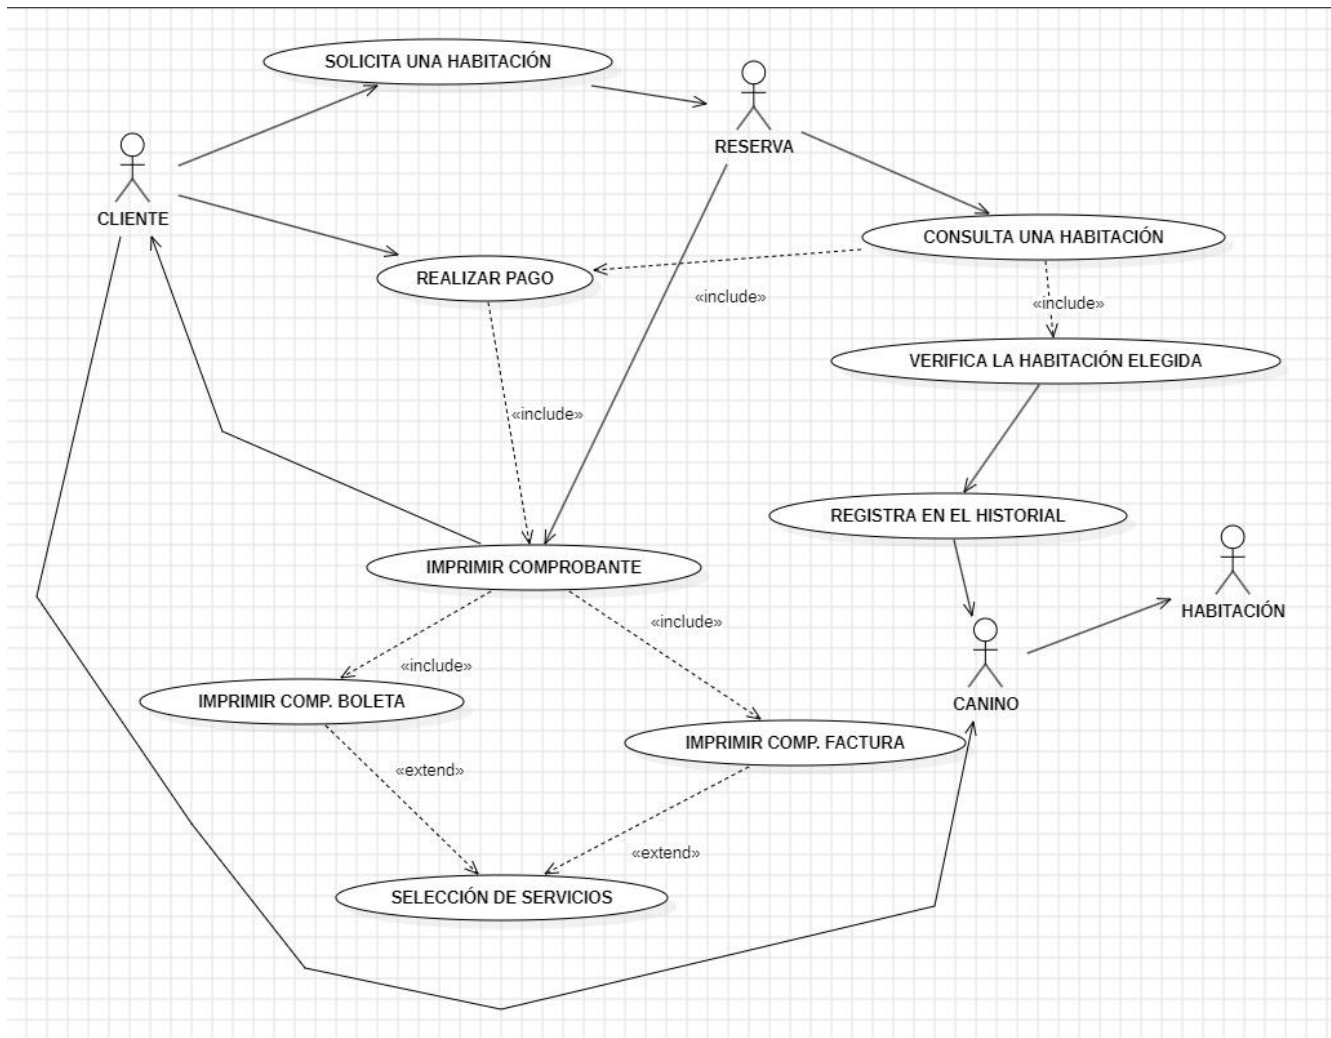 SOLICITA UNA HABITACIÓN
RESERVA
CLIENTE
CONSULTA UNA HABITACIÓN
REALIZAR PAGO
«include»
«include»
VERIFICA LA HABITACIÓN ELEGIDA
«include»
REGISTRA EN EL HISTORIAL
IMPRIMIR COMPROBANTE
HABITACIÓN
«include»
«include»
CANINO
IMPRIMIR COMP. BOLETA
IMPRIMIR COMP. FACTURA
«extend»
«extend»
SELECCIÓN DE SERVICIOS